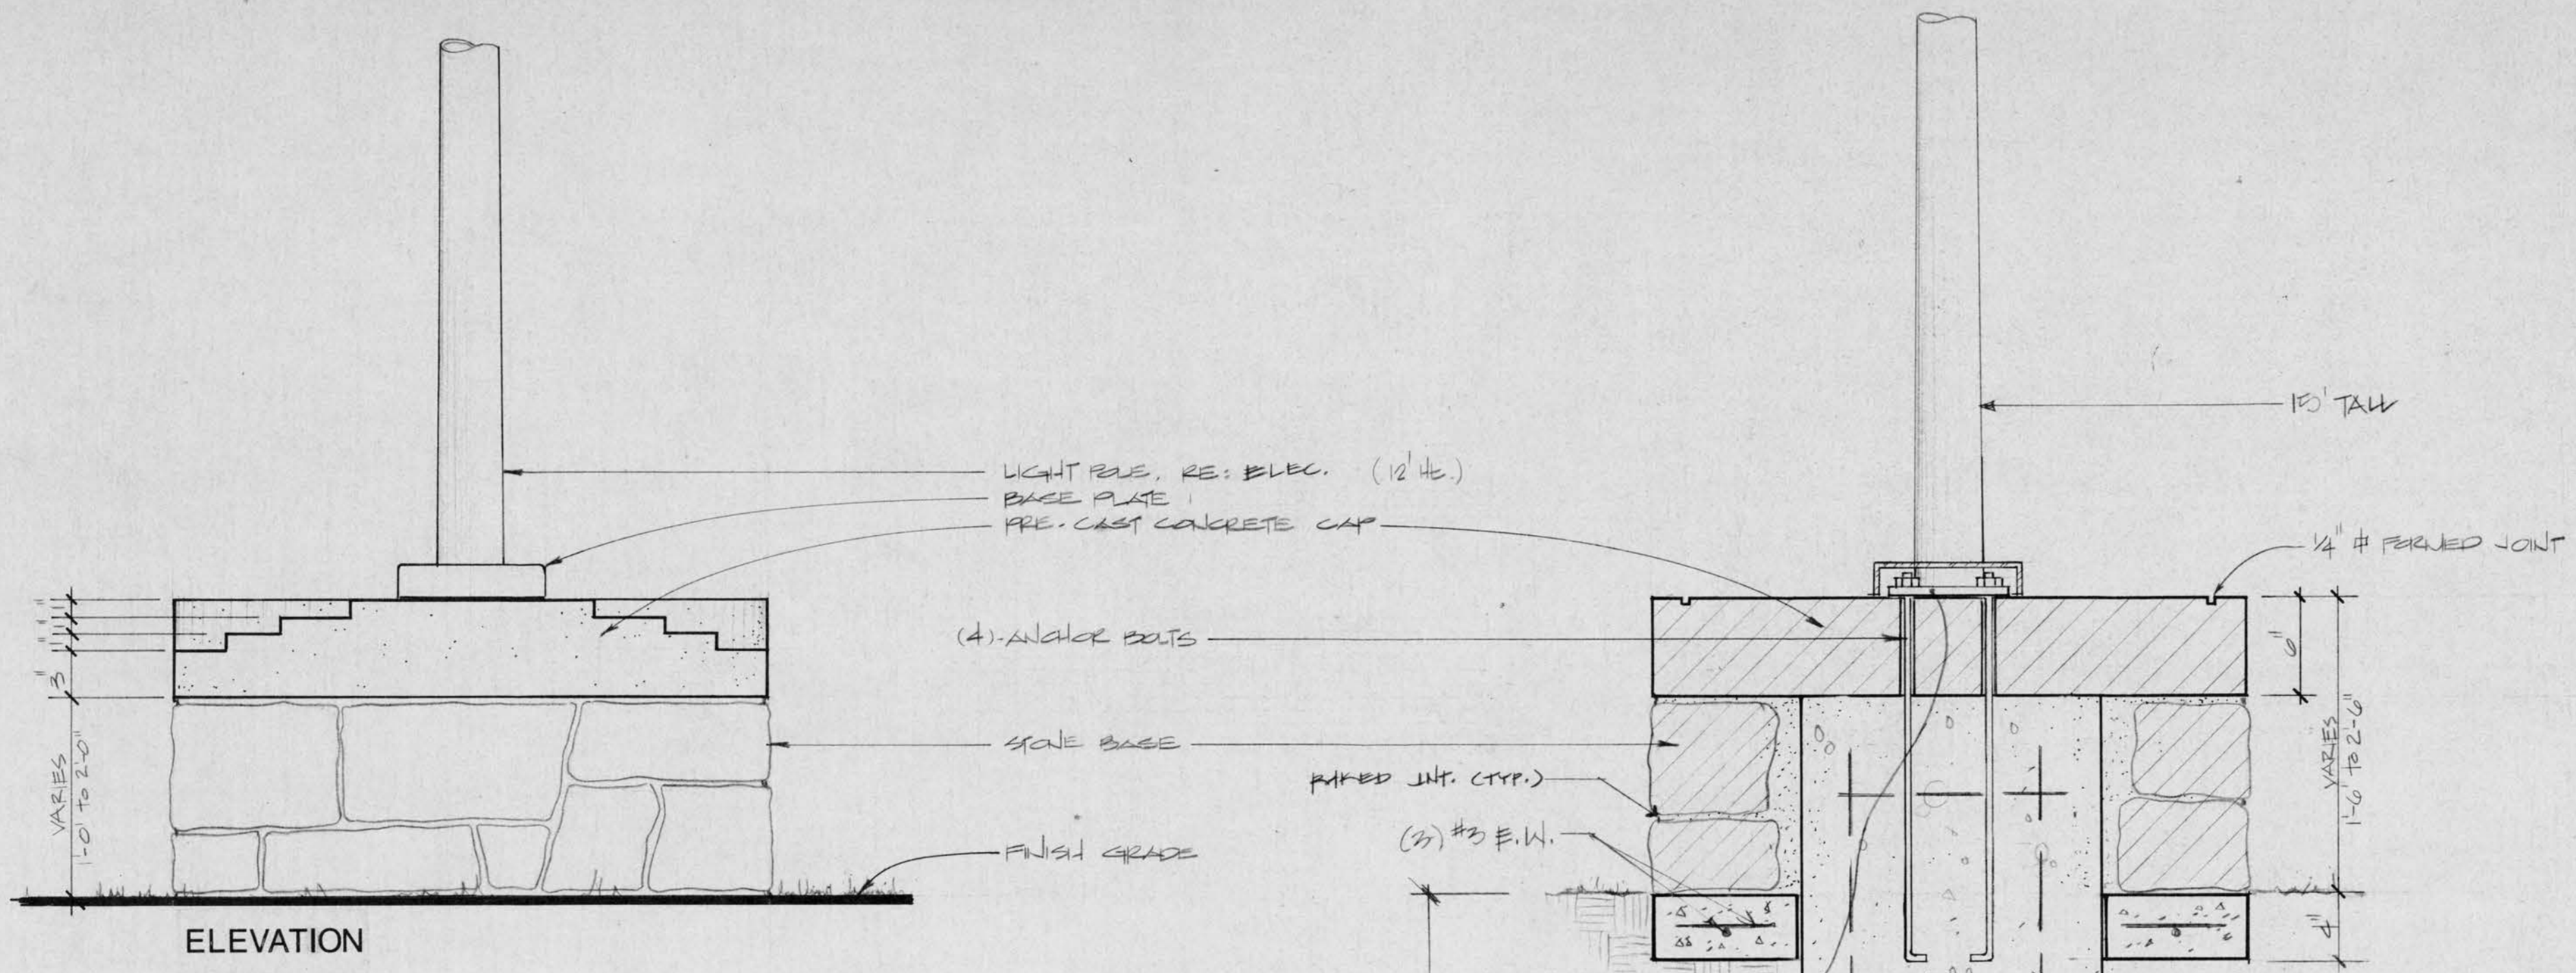 LIGHT POLE, RE: ELEC. (12' Ht.)
BASE PLATE
PRE-CAST CONCRETE CAP
(4)-ANCHOR BOLTS
STONE BASE
RAKED JNT. (TYP.)
(3) #3 E.W.
FINISH GRADE
15' TALL
1/4" ⌀ FORMED JOINT
3"
VARIES
1'-0" to 2'-0"
6"
VARIES
1'-6" to 2'-6"
4"
ELEVATION